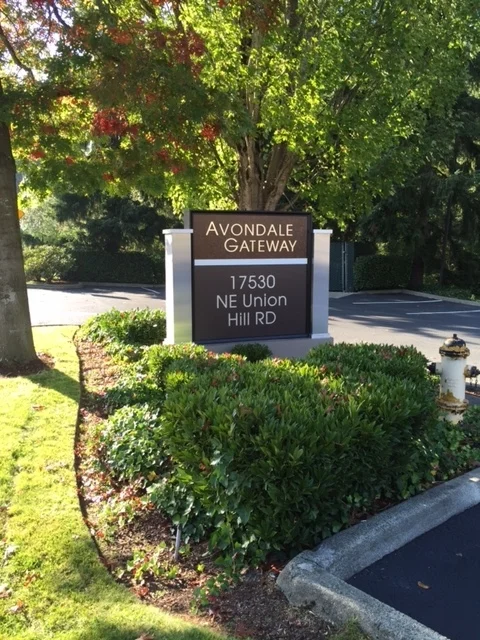 AVONDALE
GATEWAY
17530
NE Union
Hill RD